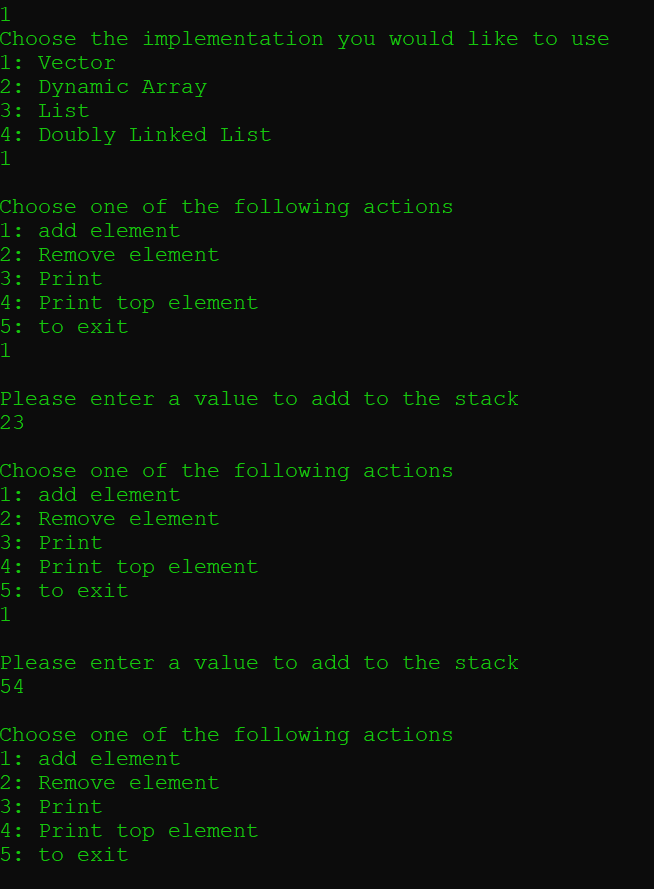 1
Choose the implementation you would like to use
1: Vector
2: Dynamic Array
3: List
4: Doubly Linked List
1
Choose one of the following actions
1: add element
2: Remove element
3: Print
4: Print top element
5: to exit
1
Please enter a value to add to the stack
23
Choose one of the following actions
1: add element
2: Remove element
3: Print
4: Print top element
5: to exit
1
Please enter a value to add to the stack
54
Choose one of the following actions
1: add element
2: Remove element
3: Print
4: Print top element
5: to exit